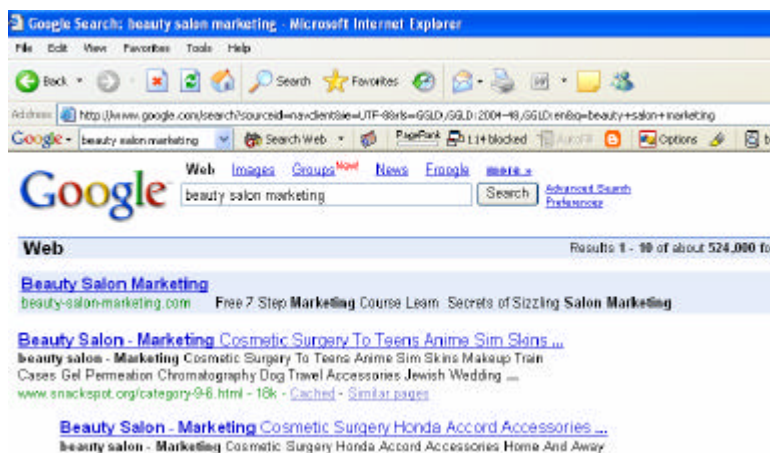 Google Search: beauty salon marketing - Microsoft Internet Explorer
File Edit View Favorites Tools Help
Back Search Favorites
Address http://www.google.com/search?sourceid=navclient&ie=UTF-8&rls=GGLD,GGLD:2004-48,GGLD:en&q=beauty+salon+marketing
Google beauty salon marketing Search Web PageRank 114 blocked AutoFill Options
Web Images Groups New! News Froogle more »
Google beauty salon marketing Search Advanced Search
Preferences
Web Results 1 - 10 of about 524,000 fo
Beauty Salon Marketing
beauty-salon-marketing.com Free 7 Step Marketing Course Learn Secrets of Sizzling Salon Marketing
Beauty Salon - Marketing Cosmetic Surgery To Teens Anime Sim Skins ...
beauty salon - Marketing Cosmetic Surgery To Teens Anime Sim Skins Makeup Train
Cases Gel Permeation Chromatography Dog Travel Accessories Jewish Wedding ...
www.snackspot.org/category-9-6.html - 18k - Cached - Similar pages
Beauty Salon - Marketing Cosmetic Surgery Honda Accord Accessories ...
beauty salon - Marketing Cosmetic Surgery Honda Accord Accessories Home And Away